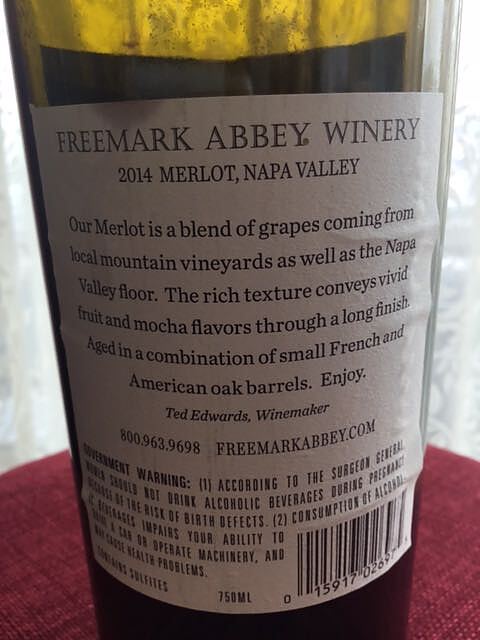 FREEMARK ABBEY WINERY
2014 MERLOT, NAPA VALLEY
Our Merlot is a blend of grapes coming from
local mountain vineyards as well as the Napa
Valley floor. The rich texture conveys vivid
fruit and mocha flavors through a long finish.
Aged in a combination of small French and
American oak barrels. Enjoy.
Ted Edwards, Winemaker
800.963.9698 FREEMARKABBEY.COM
GOVERNMENT WARNING: (1) ACCORDING TO THE SURGEON GENERAL,
WOMEN SHOULD NOT DRINK ALCOHOLIC BEVERAGES DURING PREGNANCY
BECAUSE OF THE RISK OF BIRTH DEFECTS. (2) CONSUMPTION OF ALCOHOL
IC BEVERAGES IMPAIRS YOUR ABILITY TO
DRIVE A CAR OR OPERATE MACHINERY, AND
MAY CAUSE HEALTH PROBLEMS.
CONTAINS SULFITES
750ML
0 15917 02697